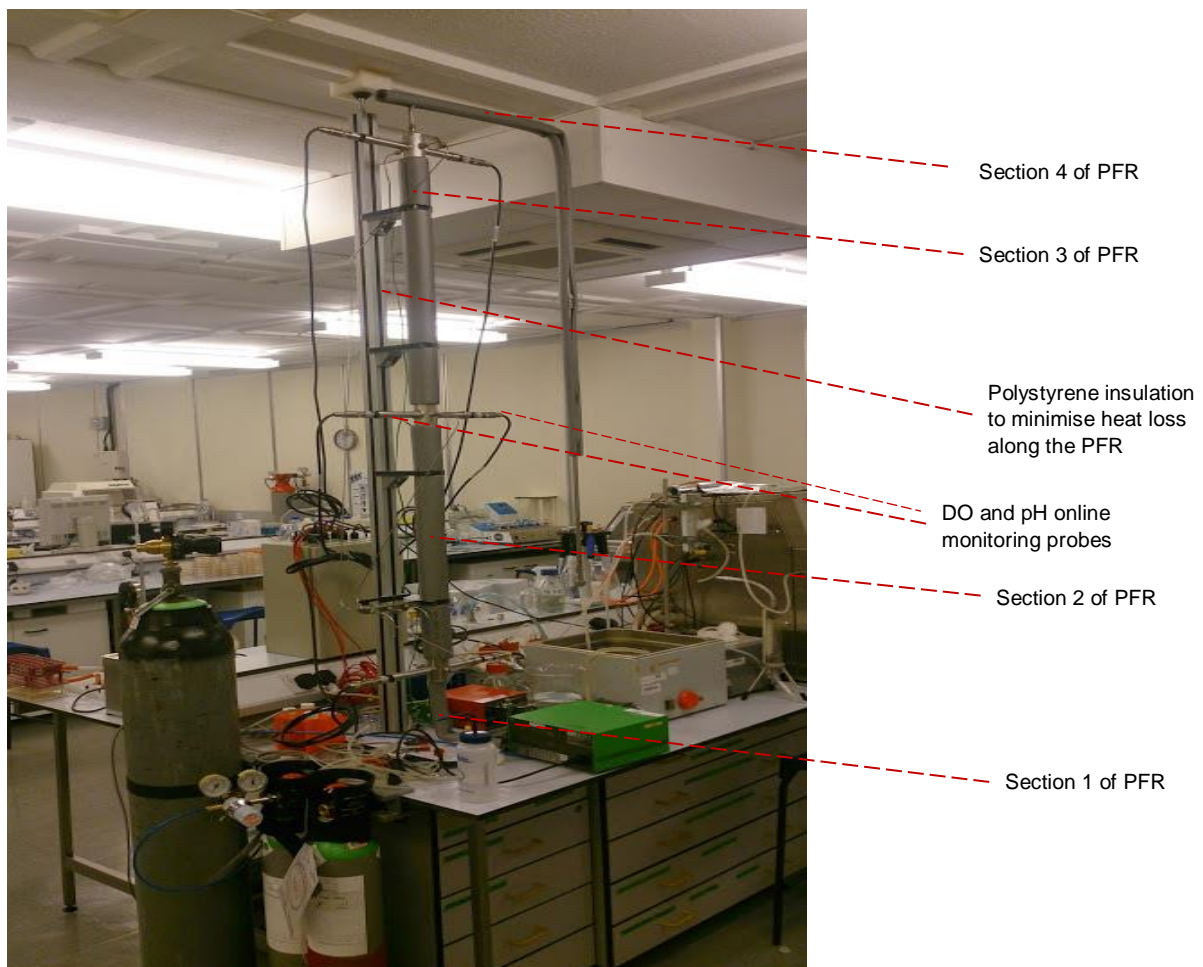 Section 4 of PFR
Section 3 of PFR
Polystyrene insulation
to minimise heat loss
along the PFR
DO and pH online
monitoring probes
Section 2 of PFR
Section 1 of PFR